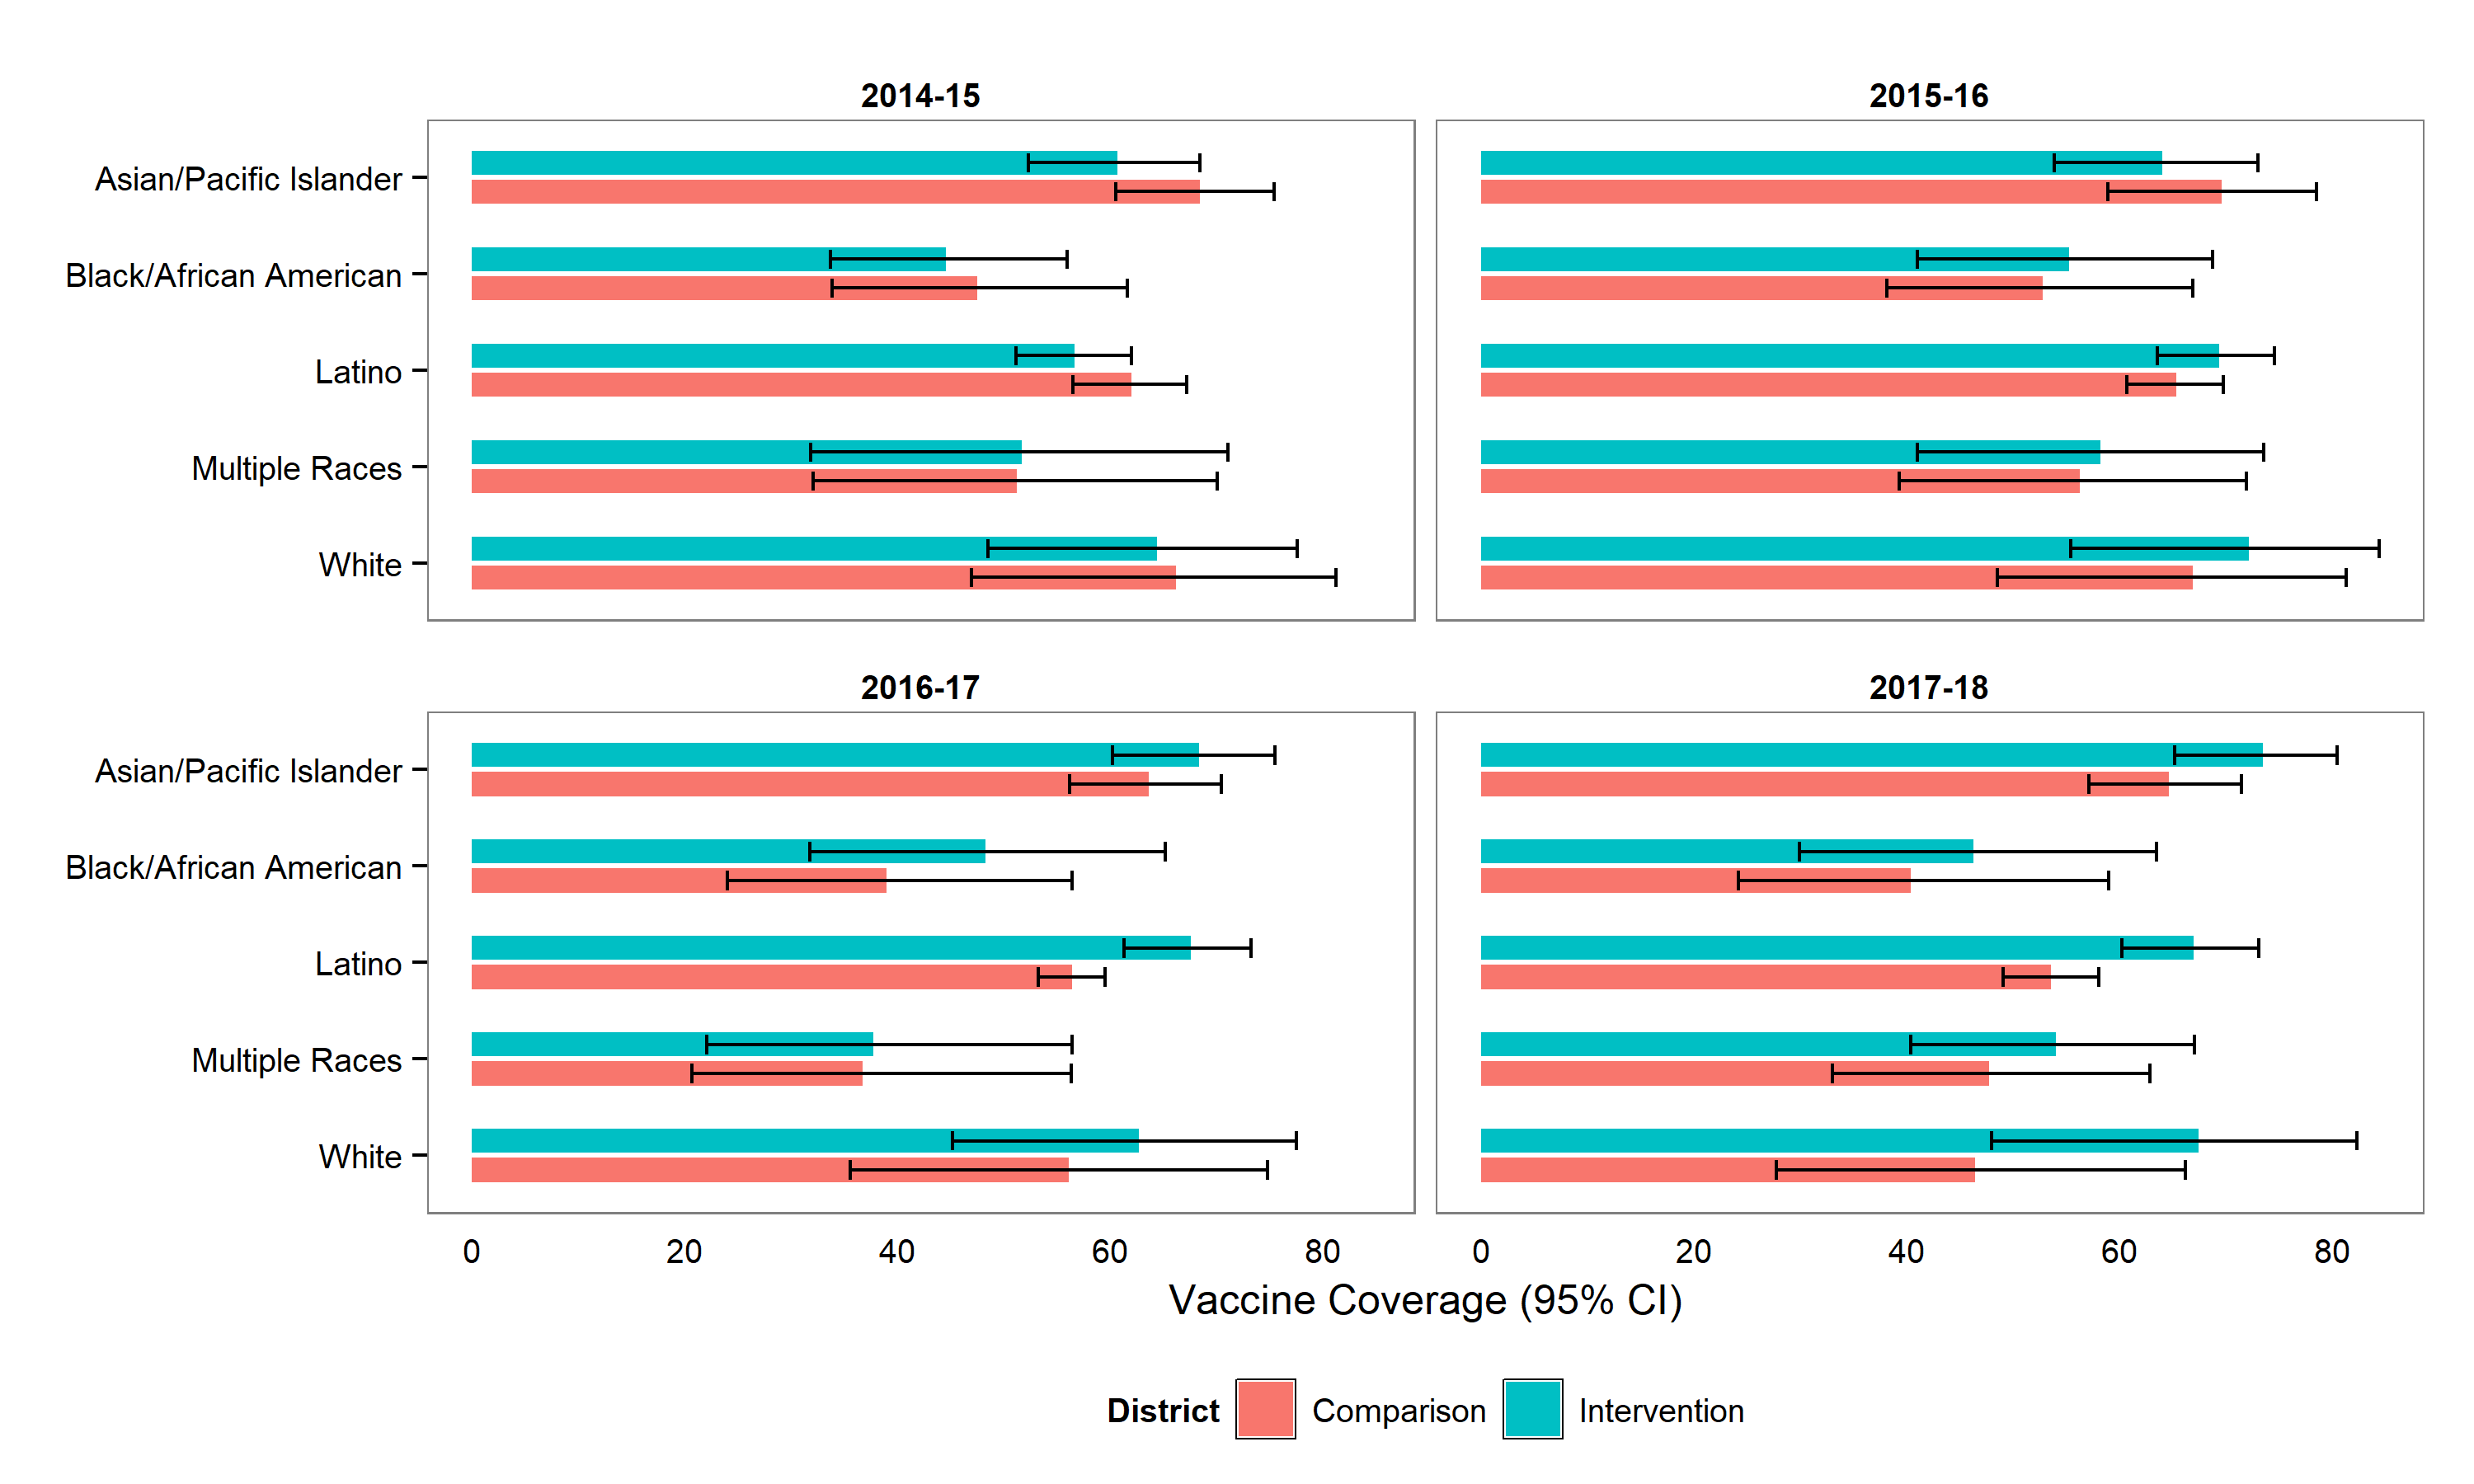 2014-15
2015-16
Asian/Pacific Islander
Black/African American
Latino
Multiple Races
White
2016-17
2017-18
Asian/Pacific Islander
Black/African American
Latino
Multiple Races
White
0 20 40 60 80
0 20 40 60 80
Vaccine Coverage (95% CI)
District Comparison Intervention